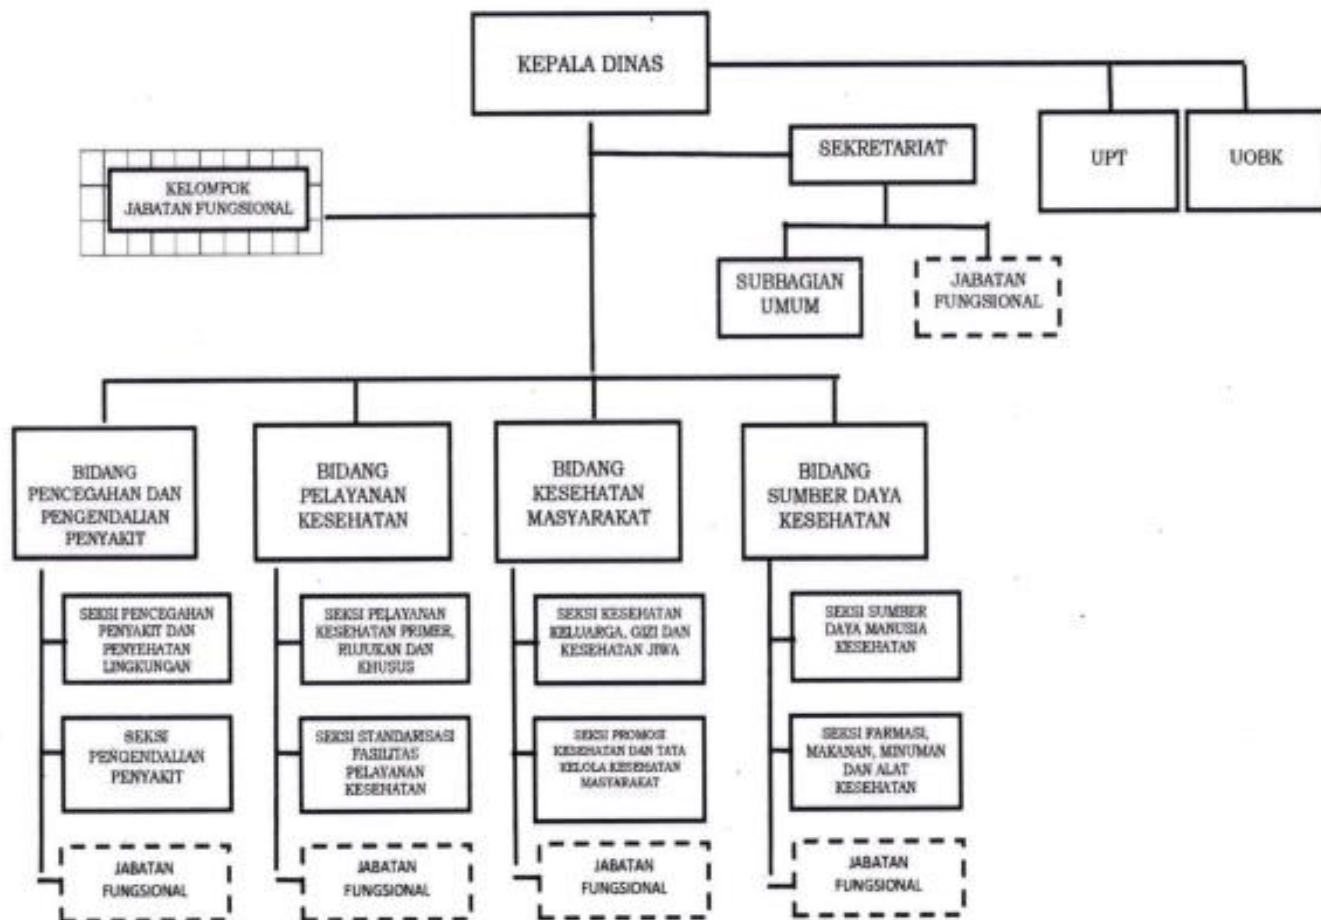 KEPALA DINAS
SEKRETARIAT
UPT
UOBK
KELOMPOK
JABATAN FUNGSIONAL
SUBBAGIAN
UMUM
JABATAN
FUNGSIONAL
BIDANG
PENCEGAHAN DAN
PENGENDALIAN
PENYAKIT
BIDANG
PELAYANAN
KESEHATAN
BIDANG
KESEHATAN
MASYARAKAT
BIDANG
SUMBER DAYA
KESEHATAN
SEKSI PENCEGAHAN
PENYAKIT DAN
PENYEHATAN
LINGKUNGAN
SEKSI PELAYANAN
KESEHATAN PRIMER,
RUJUKAN DAN
KHUSUS
SEKSI KESEHATAN
KELUARGA, GIZI DAN
KESEHATAN JIWA
SEKSI SUMBER
DAYA MANUSIA
KESEHATAN
SEKSI
PENGENDALIAN
PENYAKIT
SEKSI STANDARISASI
FASILITAS
PELAYANAN
KESEHATAN
SEKSI PROMOSI
KESEHATAN DAN TATA
KELOLA KESEHATAN
MASYARAKAT
SEKSI FARMASI,
MAKANAN, MINUMAN
DAN ALAT
KESEHATAN
JABATAN
FUNGSIONAL
JABATAN
FUNGSIONAL
JABATAN
FUNGSIONAL
JABATAN
FUNGSIONAL